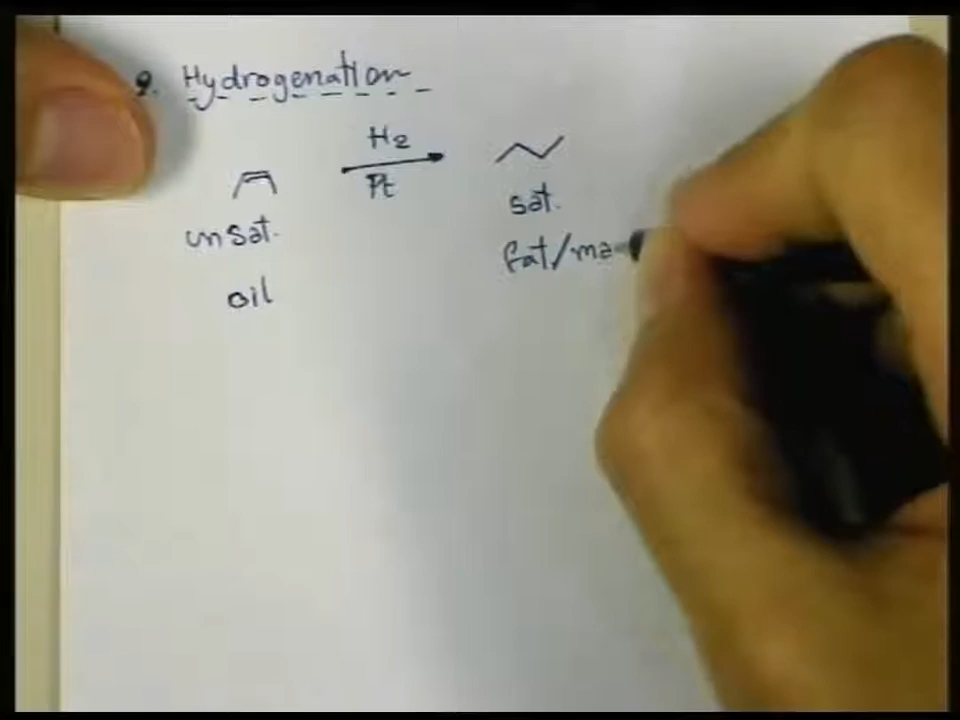 9. Hydrogenation
H2
Pt
unsat.
sat.
fat/ma
oil